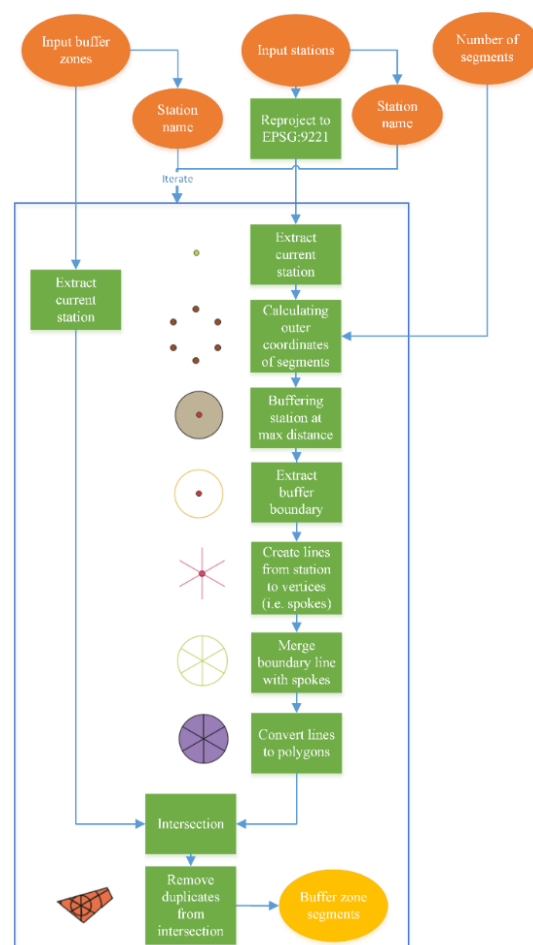 Input buffer
zones
Input stations
Number of
segments
Station
name
Reproject to
EPSG:9221
Station
name
Iterate
Extract
current
station
Extract
current
station
Calculating
outer
coordinates
of segments
Buffering
station at
max distance
Extract
buffer
boundary
Create lines
from station
to vertices
(i.e. spokes)
Merge
boundary line
with spokes
Convert lines
to polygons
Intersection
Remove
duplicates
from
intersection
Buffer zone
segments